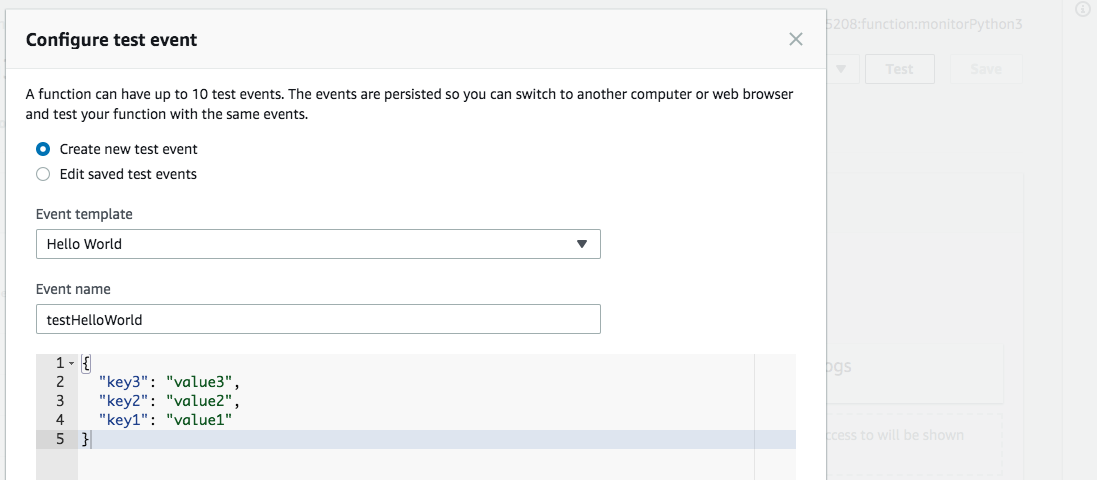 Configure test event
5208:function:monitorPython3
Test
Save
A function can have up to 10 test events. The events are persisted so you can switch to another computer or web browser
and test your function with the same events.
Create new test event
Edit saved test events
Event template
Hello World
Event name
testHelloWorld
1 {
2 "key3": "value3",
3 "key2": "value2",
4 "key1": "value1"
5 }
ogs
ccess to will be shown